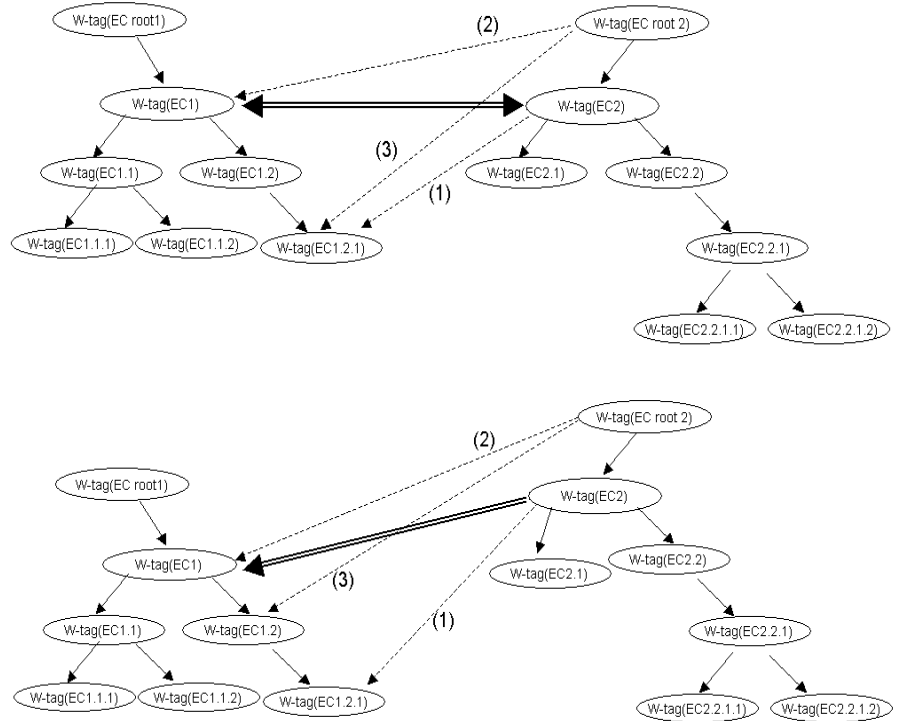 W-tag(EC root1)
(2)
W-tag(EC root 2)
W-tag(EC1)
W-tag(EC2)
(3)
W-tag(EC1.1)
W-tag(EC1.2)
W-tag(EC2.1)
W-tag(EC2.2)
(1)
W-tag(EC1.1.1)
W-tag(EC1.1.2)
W-tag(EC1.2.1)
W-tag(EC2.2.1)
W-tag(EC2.2.1.1)
W-tag(EC2.2.1.2)
W-tag(EC root 2)
(2)
W-tag(EC root1)
W-tag(EC2)
W-tag(EC1)
W-tag(EC2.1)
W-tag(EC2.2)
(3)
(1)
W-tag(EC1.1)
W-tag(EC1.2)
W-tag(EC2.2.1)
W-tag(EC1.1.1)
W-tag(EC1.1.2)
W-tag(EC1.2.1)
W-tag(EC2.2.1.1)
W-tag(EC2.2.1.2)